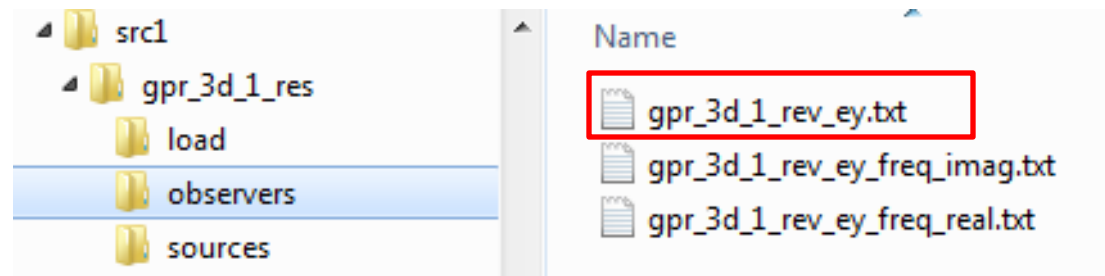 src1
gpr_3d_1_res
load
observers
sources
Name
gpr_3d_1_rev_ey.txt
gpr_3d_1_rev_ey_freq_imag.txt
gpr_3d_1_rev_ey_freq_real.txt